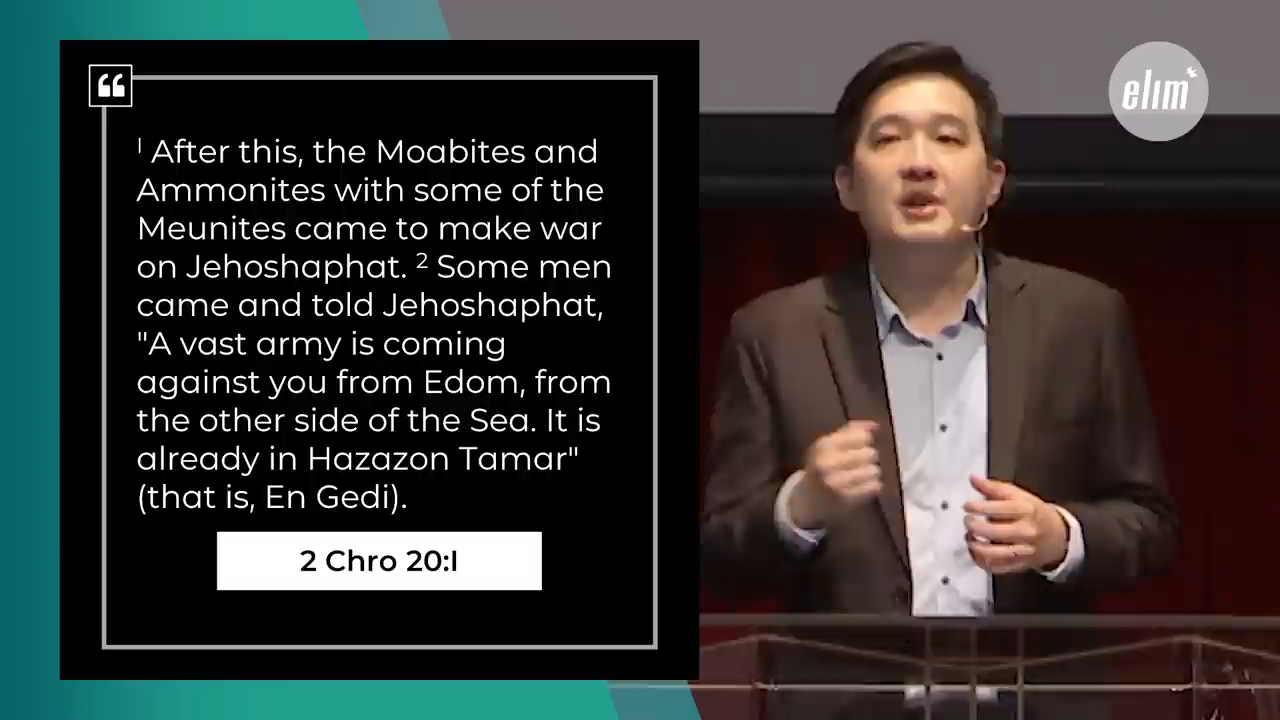 “
¹ After this, the Moabites and
Ammonites with some of the
Meunites came to make war
on Jehoshaphat. ² Some men
came and told Jehoshaphat,
"A vast army is coming
against you from Edom, from
the other side of the Sea. It is
already in Hazazon Tamar"
(that is, En Gedi).
2 Chro 20:1
elim